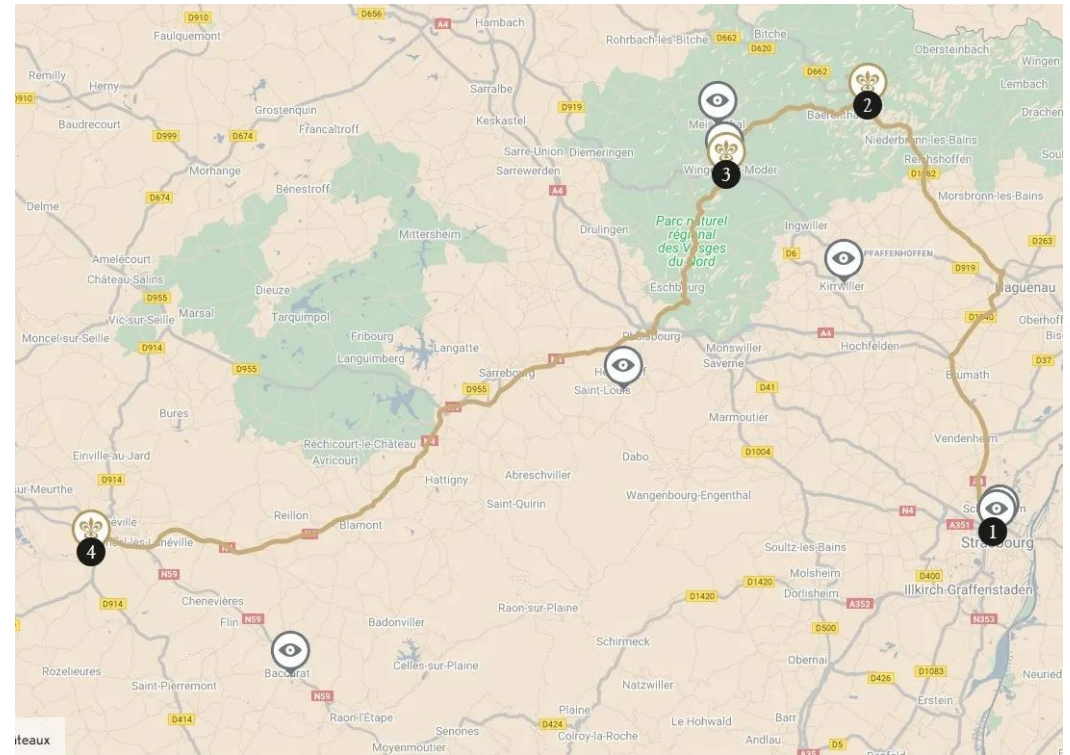 D910
D656
Hambach
A4
Faulquemont
Rohrbach-lès-Bitche
D662
Bitche
D620
Obersteinbach
Wingen
Remilly
Herny
D662
Lembach
D910
Sarralbe
2
Grostenquin
D919
Baudrecourt
Drachen
D999
D674
Francaltroff
Keskastel
Niederbronn-les-Bains
Morhange
Sarre-Union
Diemeringen
Reichshoffen
Sarrewerden
3
Moder
A4
Bénestroff
Morsbronn-les-Bains
D674
Delme
Parc naturel
régional
des Vosges
du Nord
Drulingen
Ingwiller
Mittersheim
D263
Amelécourt
D6
PFAFFENHOFFEN
Château-Salins
D919
Dieuze
Eschbourg
Kirrwiller
Haguenau
D955
Marsal
Vic-sur-Seille
Tarquimpol
Moncel-sur-Seille
Fribourg
A4
D914
Langatte
Hochfelden
Languimberg
Monswiller
Saverne
D37
D955
Sarrebourg
D955
Saint-Louis
D41
Brumath
Bures
Marmoutier
Réchicourt-le-Château
Vendenheim
Einville-au-Jard
Avricourt
D1004
Dabo
D914
Hattigny
Abreschviller
sur-Meurthe
Wangenbourg-Engenthal
Saint-Quirin
Reillon
N4
A351
Blamont
1
4
Strasbourg
Soultz-les-Bains
N59
Molsheim
D400
D1420
D1420
Dorlisheim
Illkirch-Graffenstaden
Chenevières
D914
A352
N353
Flin
N59
Badonviller
Raon-sur-Plaine
D500
Schirmeck
Obernai
Rozelieures
Baccarat
Celles-sur-Plaine
D426
D1083
Neuried
Saint-Pierremont
Natzwiller
N59
Erstein
Plaine
Raon-l'Étape
D414
D424
Le Hohwald
Barr
Senones
Colroy-la-Roche
Andlau
Moyenmoutier
D5
A35